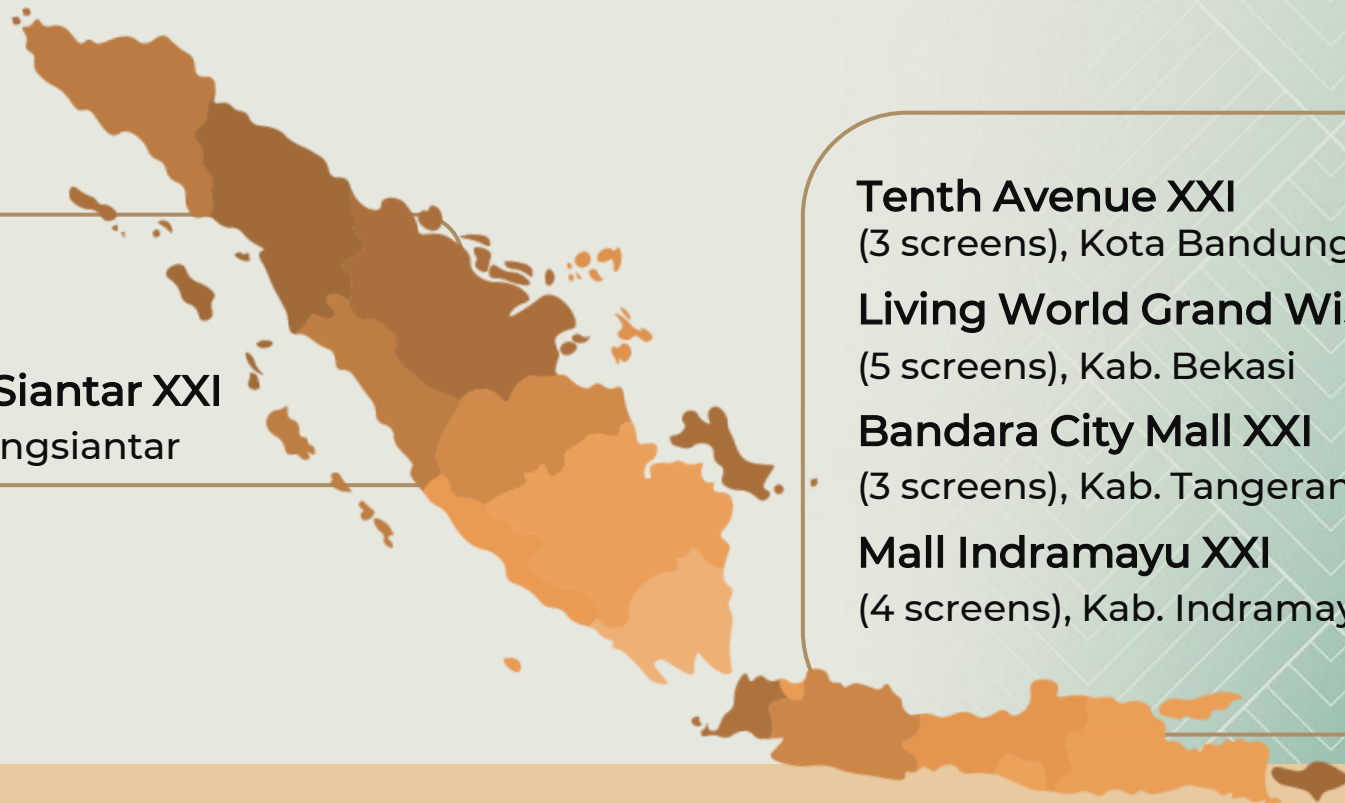 Siantar XXI
ngsiantar
Tenth Avenue XXI
(3 screens), Kota Bandung
Living World Grand Wis
(5 screens), Kab. Bekasi
Bandara City Mall XXI
(3 screens), Kab. Tangeran
Mall Indramayu XXI
(4 screens), Kab. Indramay